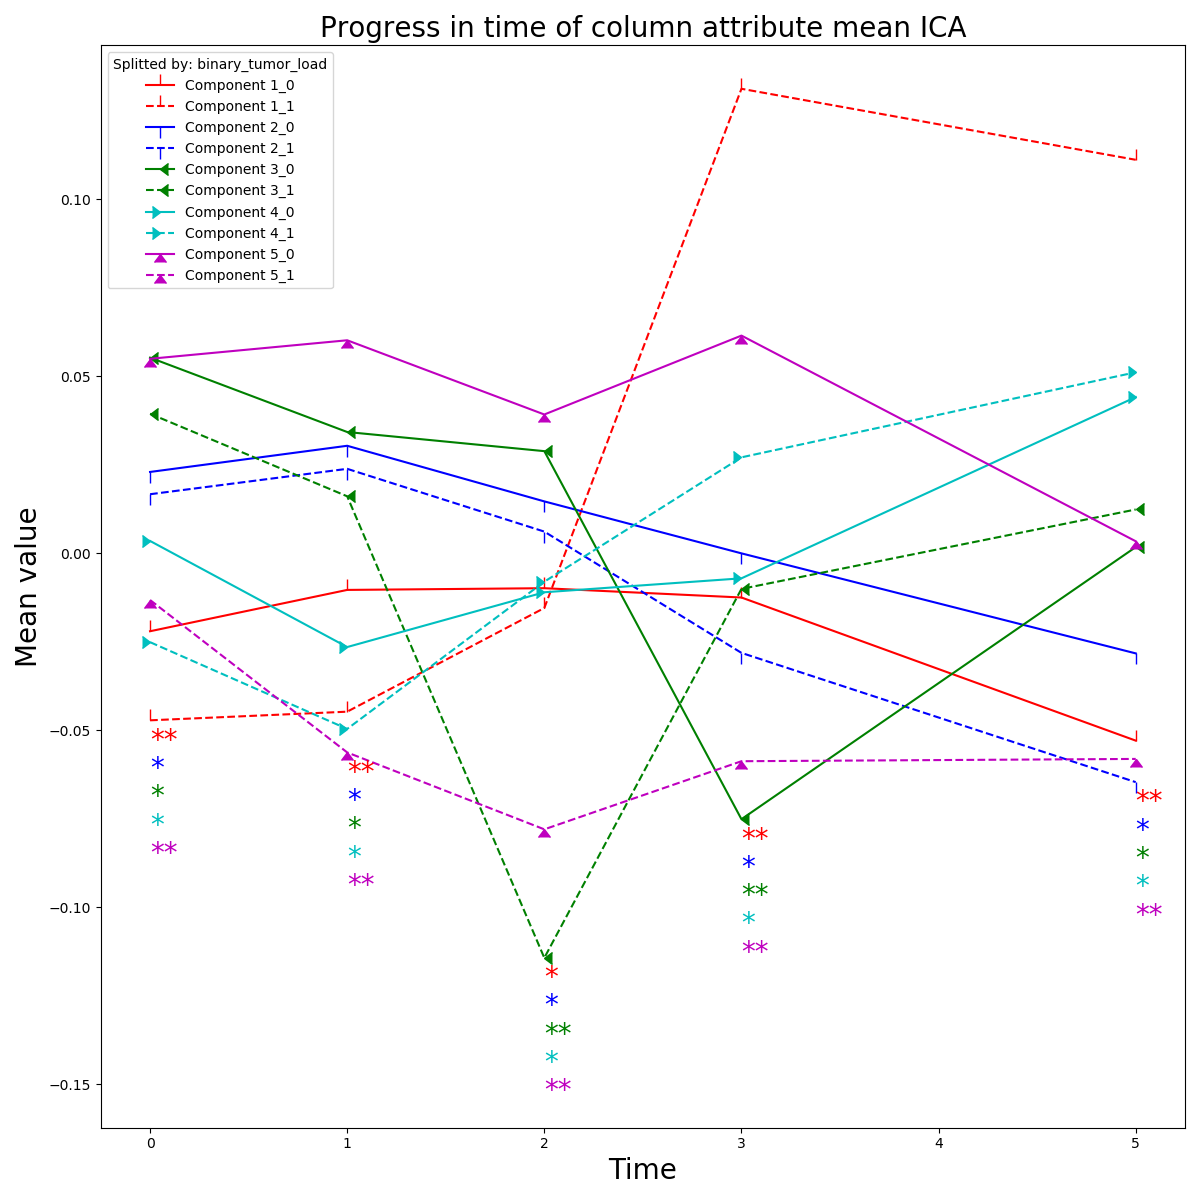 Progress in time of column attribute mean ICA
Splitted by: binary_tumor_load
Component 1_0
Component 1_1
Component 2_0
Component 2_1
Component 3_0
Component 3_1
Component 4_0
Component 4_1
Component 5_0
Component 5_1
0.10
0.05
0.00
−0.05
−0.10
−0.15
Mean value
**
*
*
*
**
**
*
*
*
**
*
*
**
*
**
**
*
**
*
**
**
*
*
*
**
0
1
2
3
4
5
Time